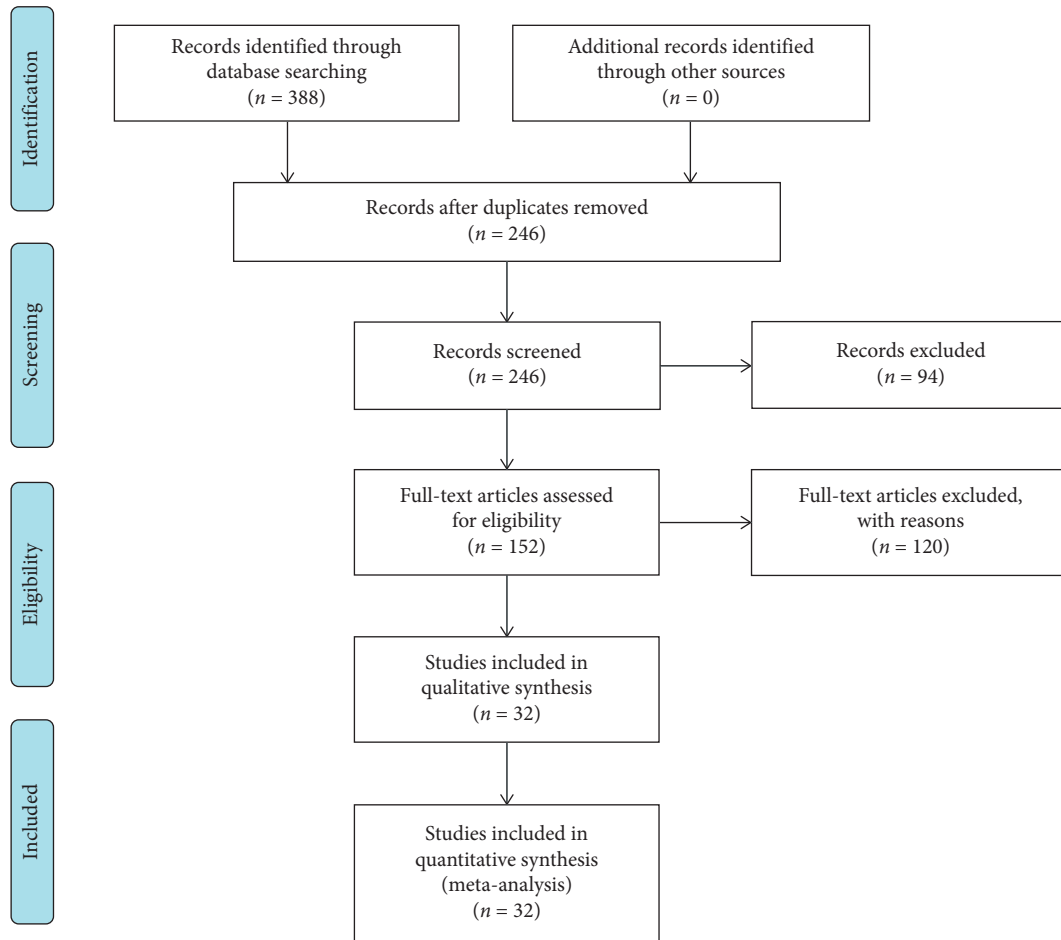 Identification
Records identified through
database searching
(n = 388)
Additional records identified
through other sources
(n = 0)
Records after duplicates removed
(n = 246)
Screening
Records screened
(n = 246)
Records excluded
(n = 94)
Eligibility
Full-text articles assessed
for eligibility
(n = 152)
Full-text articles excluded,
with reasons
(n = 120)
Studies included in
qualitative synthesis
(n = 32)
Included
Studies included in
quantitative synthesis
(meta-analysis)
(n = 32)